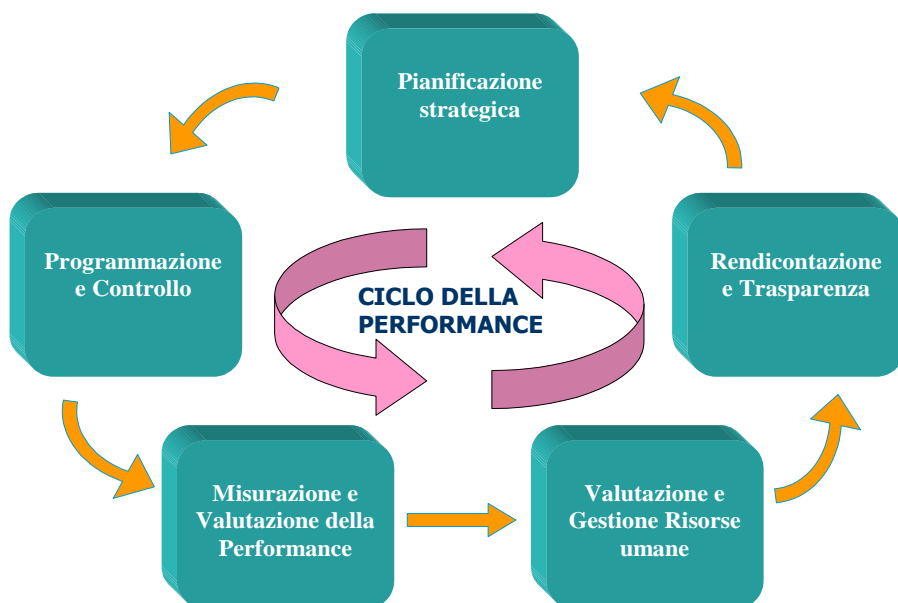 Pianificazione
strategica
Programmazione
e Controllo
Rendicontazione
e Trasparenza
CICLO DELLA
PERFORMANCE
Misurazione e
Valutazione della
Performance
Valutazione e
Gestione Risorse
umane